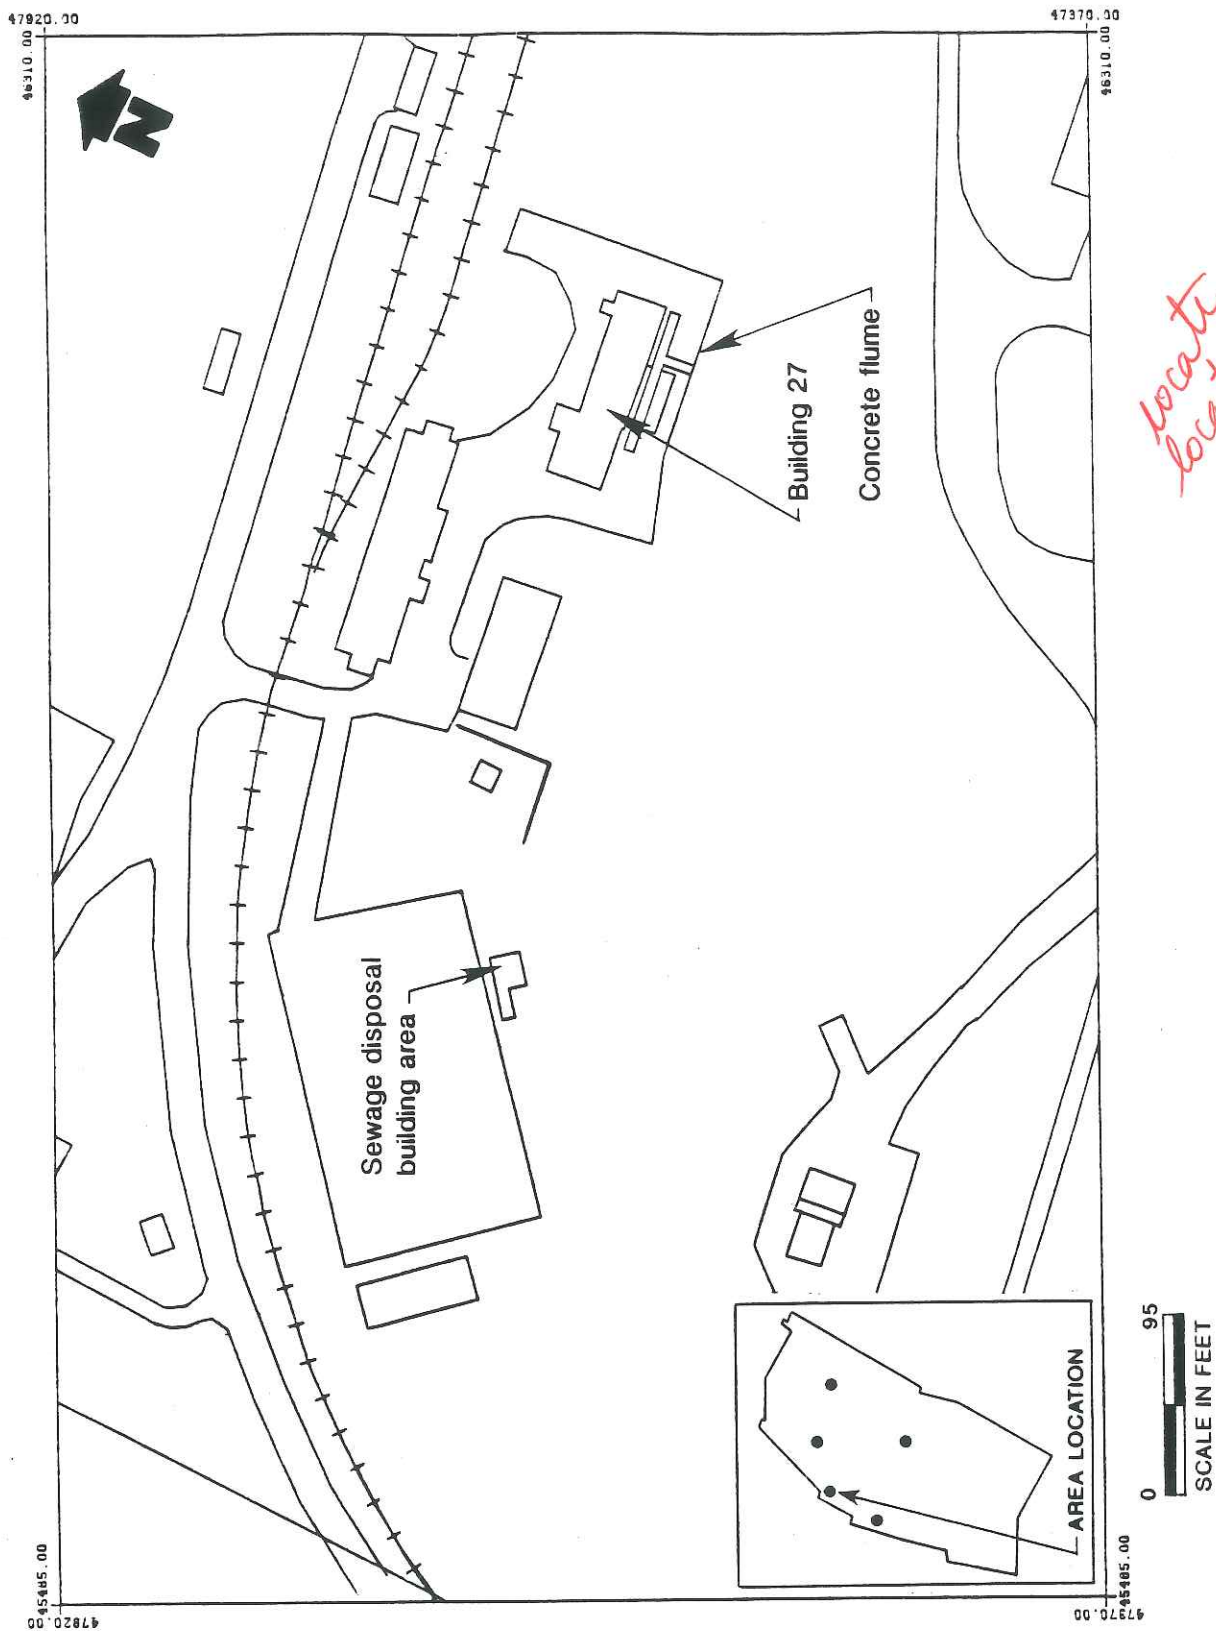 47920.00
46310.00
47370.00
46310.00
N
Building 27
Concrete flume
Sewage disposal
building area
AREA LOCATION
0 95
SCALE IN FEET
45485.00
47820.00
45485.00
47370.00